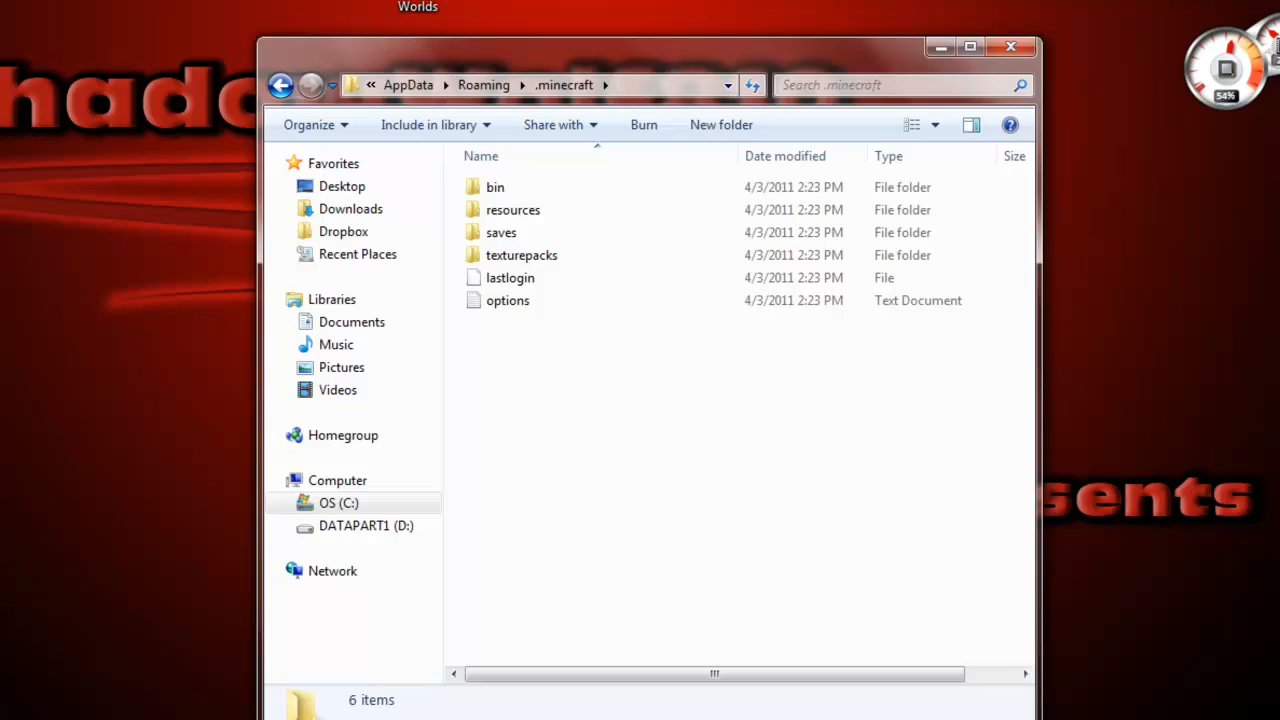 Worlds
hado
54%
« AppData Roaming .minecraft
Search .minecraft
Organize Include in library Share with Burn New folder
Name Date modified Type Size
Favorites
Desktop
Downloads
Dropbox
Recent Places
Libraries
Documents
Music
Pictures
Videos
Homegroup
Computer
OS (C:)
DATAPART1 (D:)
Network
bin 4/3/2011 2:23 PM File folder
resources 4/3/2011 2:23 PM File folder
saves 4/3/2011 2:23 PM File folder
texturepacks 4/3/2011 2:23 PM File folder
lastlogin 4/3/2011 2:23 PM File
options 4/3/2011 2:23 PM Text Document
sents
6 items